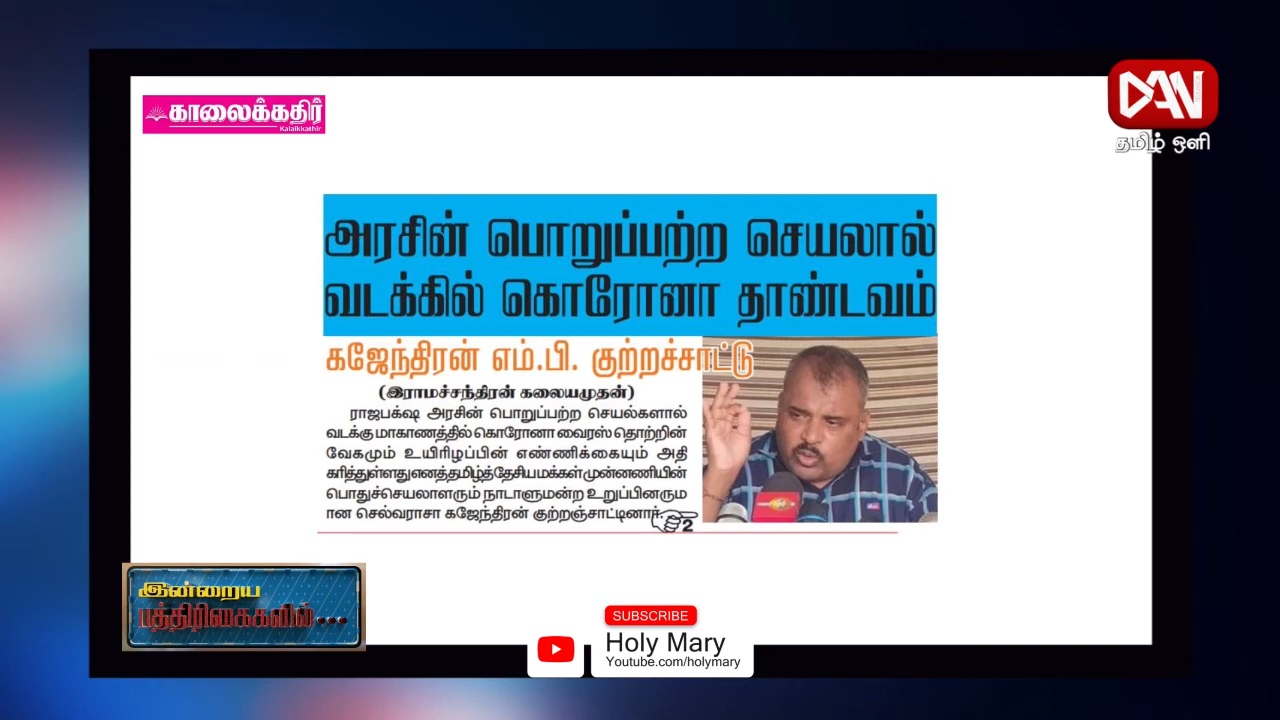 காலைக்கதிர்
Kalaikkathir
DAN
தமிழ் ஒளி
அரசின் பொறுப்பற்ற செயலால்
வடக்கில் கொரோனா தாண்டவம்
கஜேந்திரன் எம்.பி. குற்றச்சாட்டு
(இராமச்சந்திரன் கலையமுதன்)
ராஜபக்ஷ அரசின் பொறுப்பற்ற செயல்களால்
வடக்கு மாகாணத்தில் கொரோனா வைரஸ் தொற்றின்
வேகமும் உயிரிழப்பின் எண்ணிக்கையும் அதி
கரித்துள்ளது எனத் தமிழ்த் தேசிய மக்கள் முன்னணியின்
பொதுச்செயலாளரும் நாடாளுமன்ற உறுப்பினரும
ான செல்வராசா கஜேந்திரன் குற்றஞ்சாட்டினார்.
2
இன்றைய
பத்திரிகைகளில்...
SUBSCRIBE
Holy Mary
Youtube.com/holymary